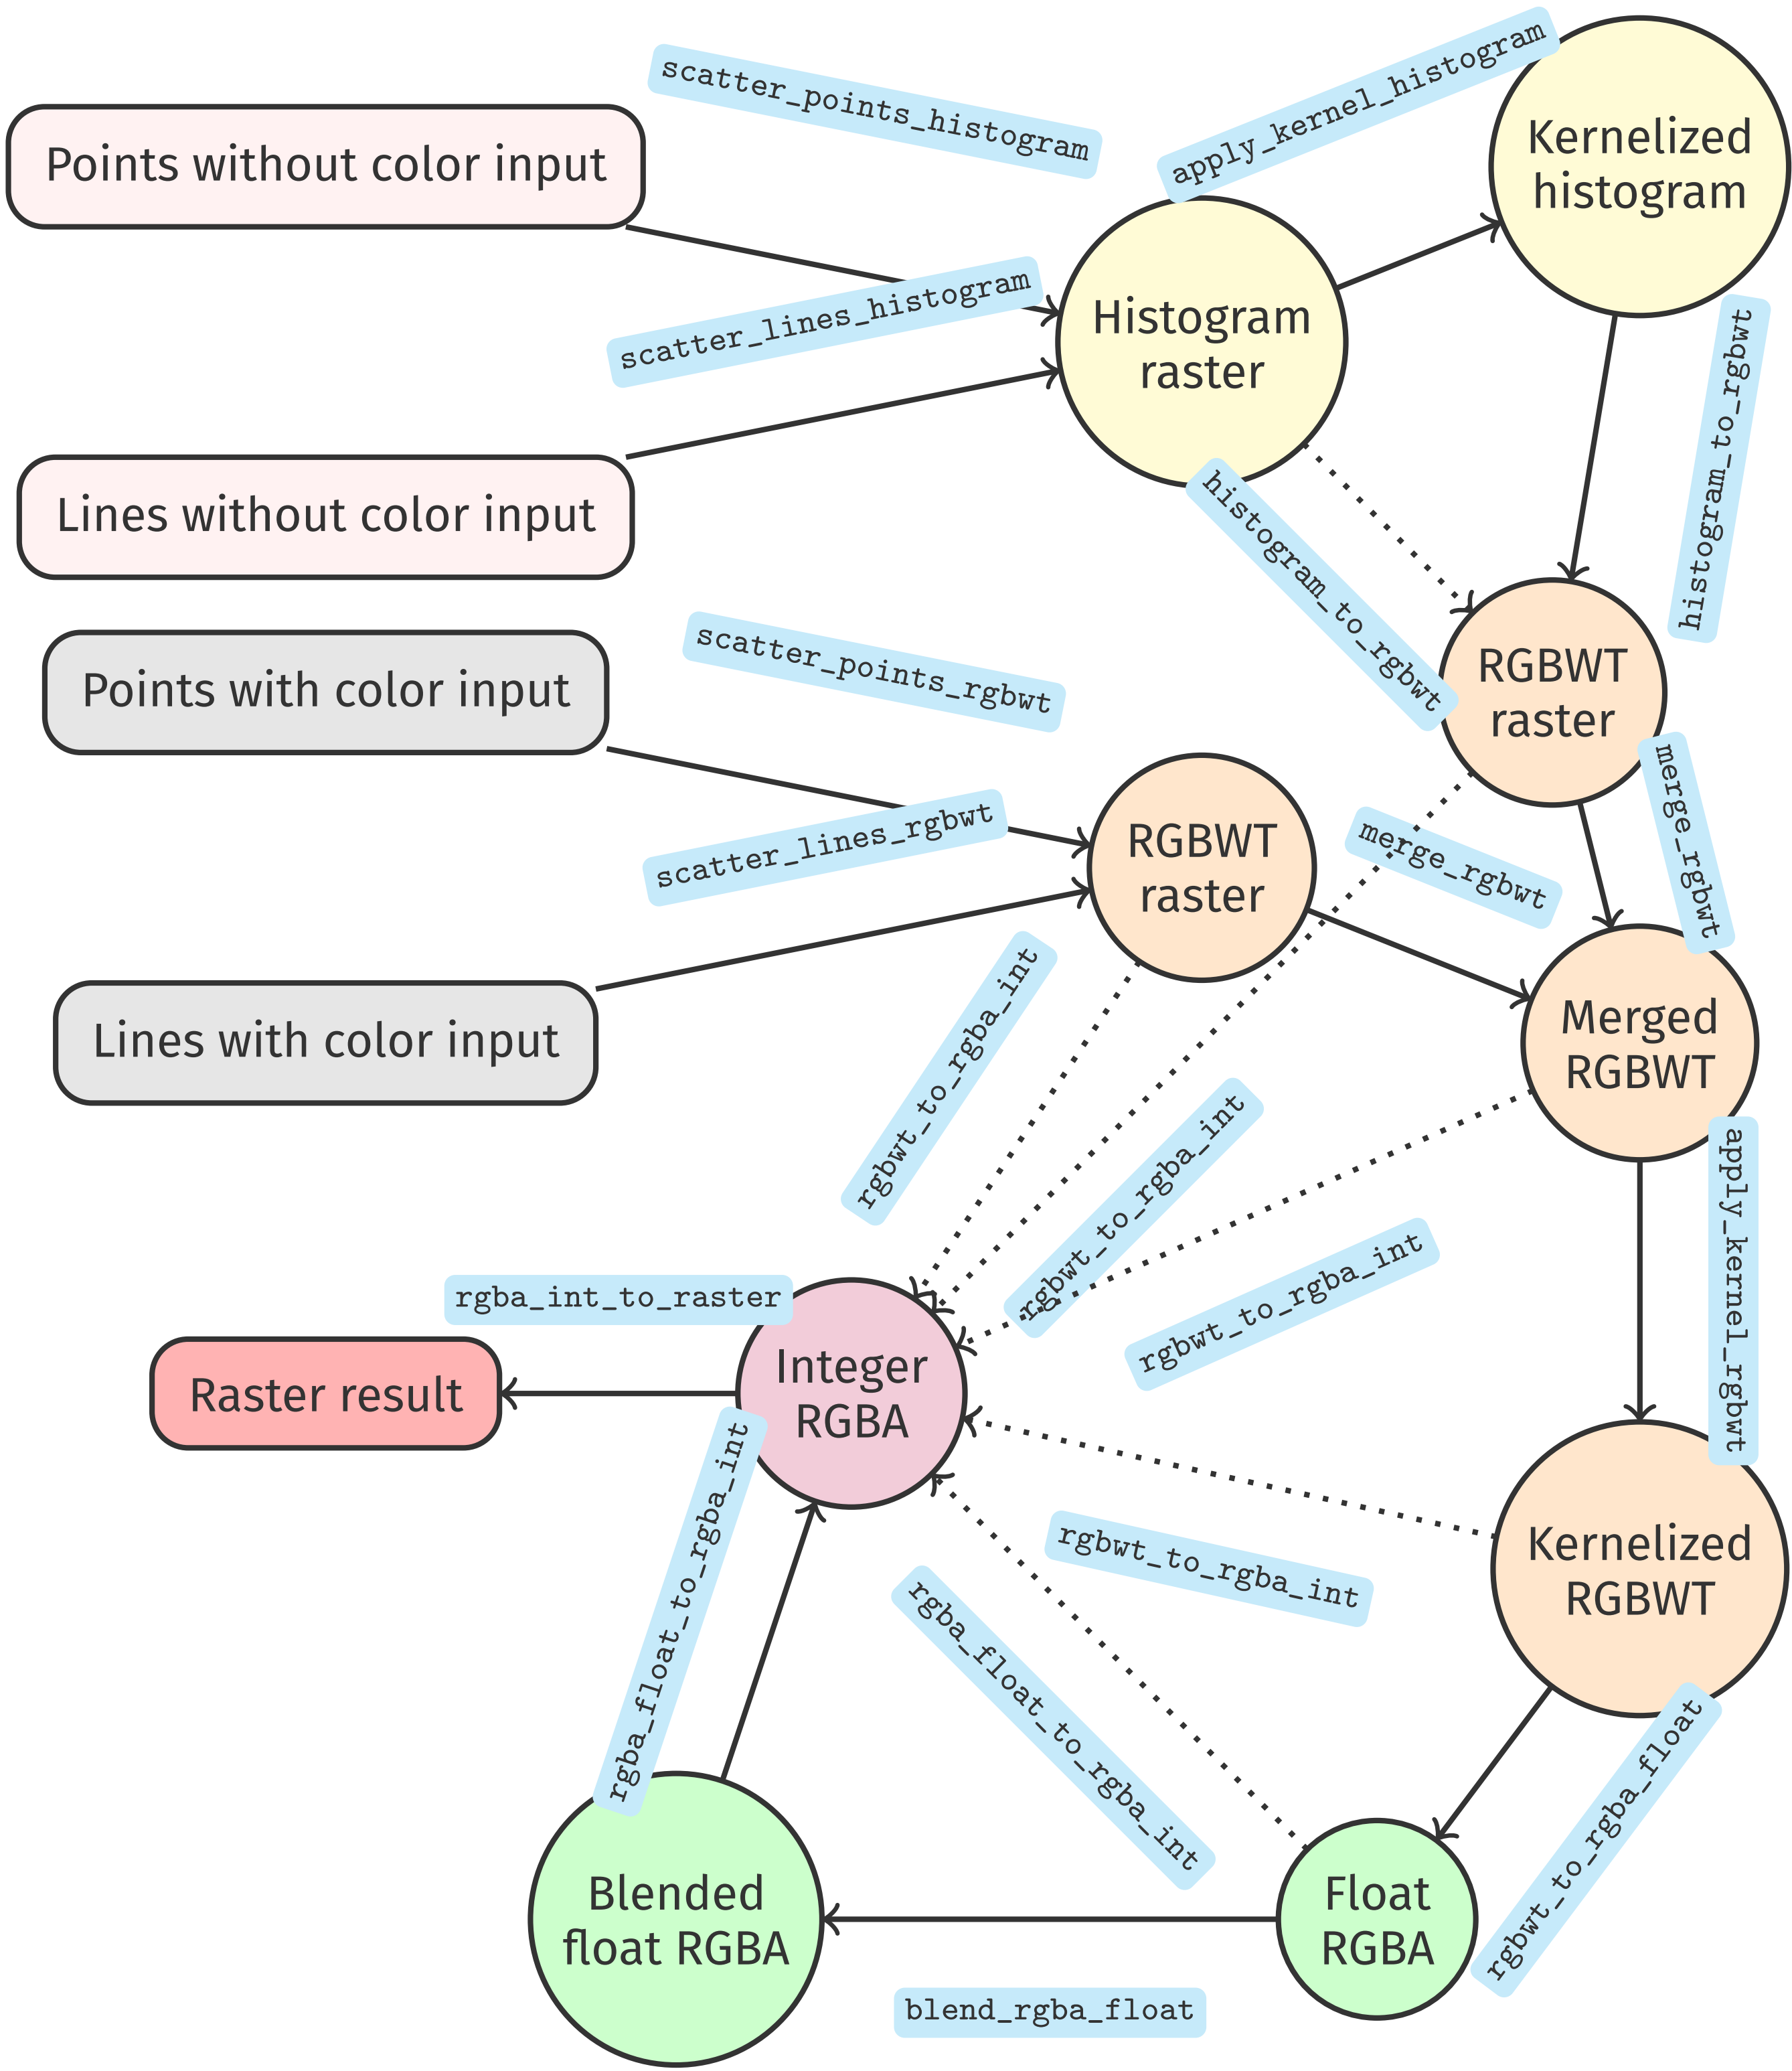 scatter_points_histogram
apply_kernel_histogram
Kernelized
histogram
Points without color input
scatter_lines_histogram
Histogram
raster
histogram_to_rgbwt
Lines without color input
histogram_to_rgbwt
scatter_points_rgbwt
RGBWT
raster
Points with color input
merge_rgbwt
scatter_lines_rgbwt
RGBWT
raster
merge_rgbwt
Lines with color input
rgbwt_to_rgba_int
Merged
RGBWT
rgbwt_to_rgba_int
apply_kernel_rgbwt
rgba_int_to_raster
rgbwt_to_rgba_int
Raster result
Integer
RGBA
rgba_float_to_rgba_int
rgbwt_to_rgba_int
Kernelized
RGBWT
rgba_float_to_rgba_int
rgbwt_to_rgba_float
Blended
float RGBA
Float
RGBA
blend_rgba_float